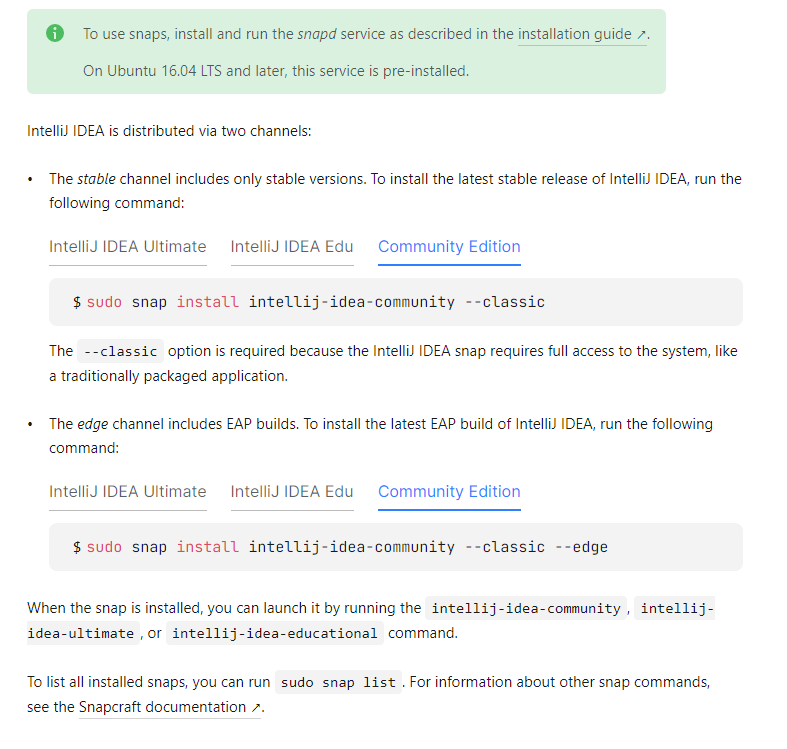 To use snaps, install and run the snapd service as described in the installation guide ↗.
On Ubuntu 16.04 LTS and later, this service is pre-installed.
IntelliJ IDEA is distributed via two channels:
• The stable channel includes only stable versions. To install the latest stable release of IntelliJ IDEA, run the
following command:
IntelliJ IDEA Ultimate IntelliJ IDEA Edu Community Edition
$ sudo snap install intellij-idea-community --classic
The --classic option is required because the IntelliJ IDEA snap requires full access to the system, like
a traditionally packaged application.
• The edge channel includes EAP builds. To install the latest EAP build of IntelliJ IDEA, run the following
command:
IntelliJ IDEA Ultimate IntelliJ IDEA Edu Community Edition
$ sudo snap install intellij-idea-community --classic --edge
When the snap is installed, you can launch it by running the intellij-idea-community , intellij-
idea-ultimate , or intellij-idea-educational command.
To list all installed snaps, you can run sudo snap list . For information about other snap commands,
see the Snapcraft documentation ↗.